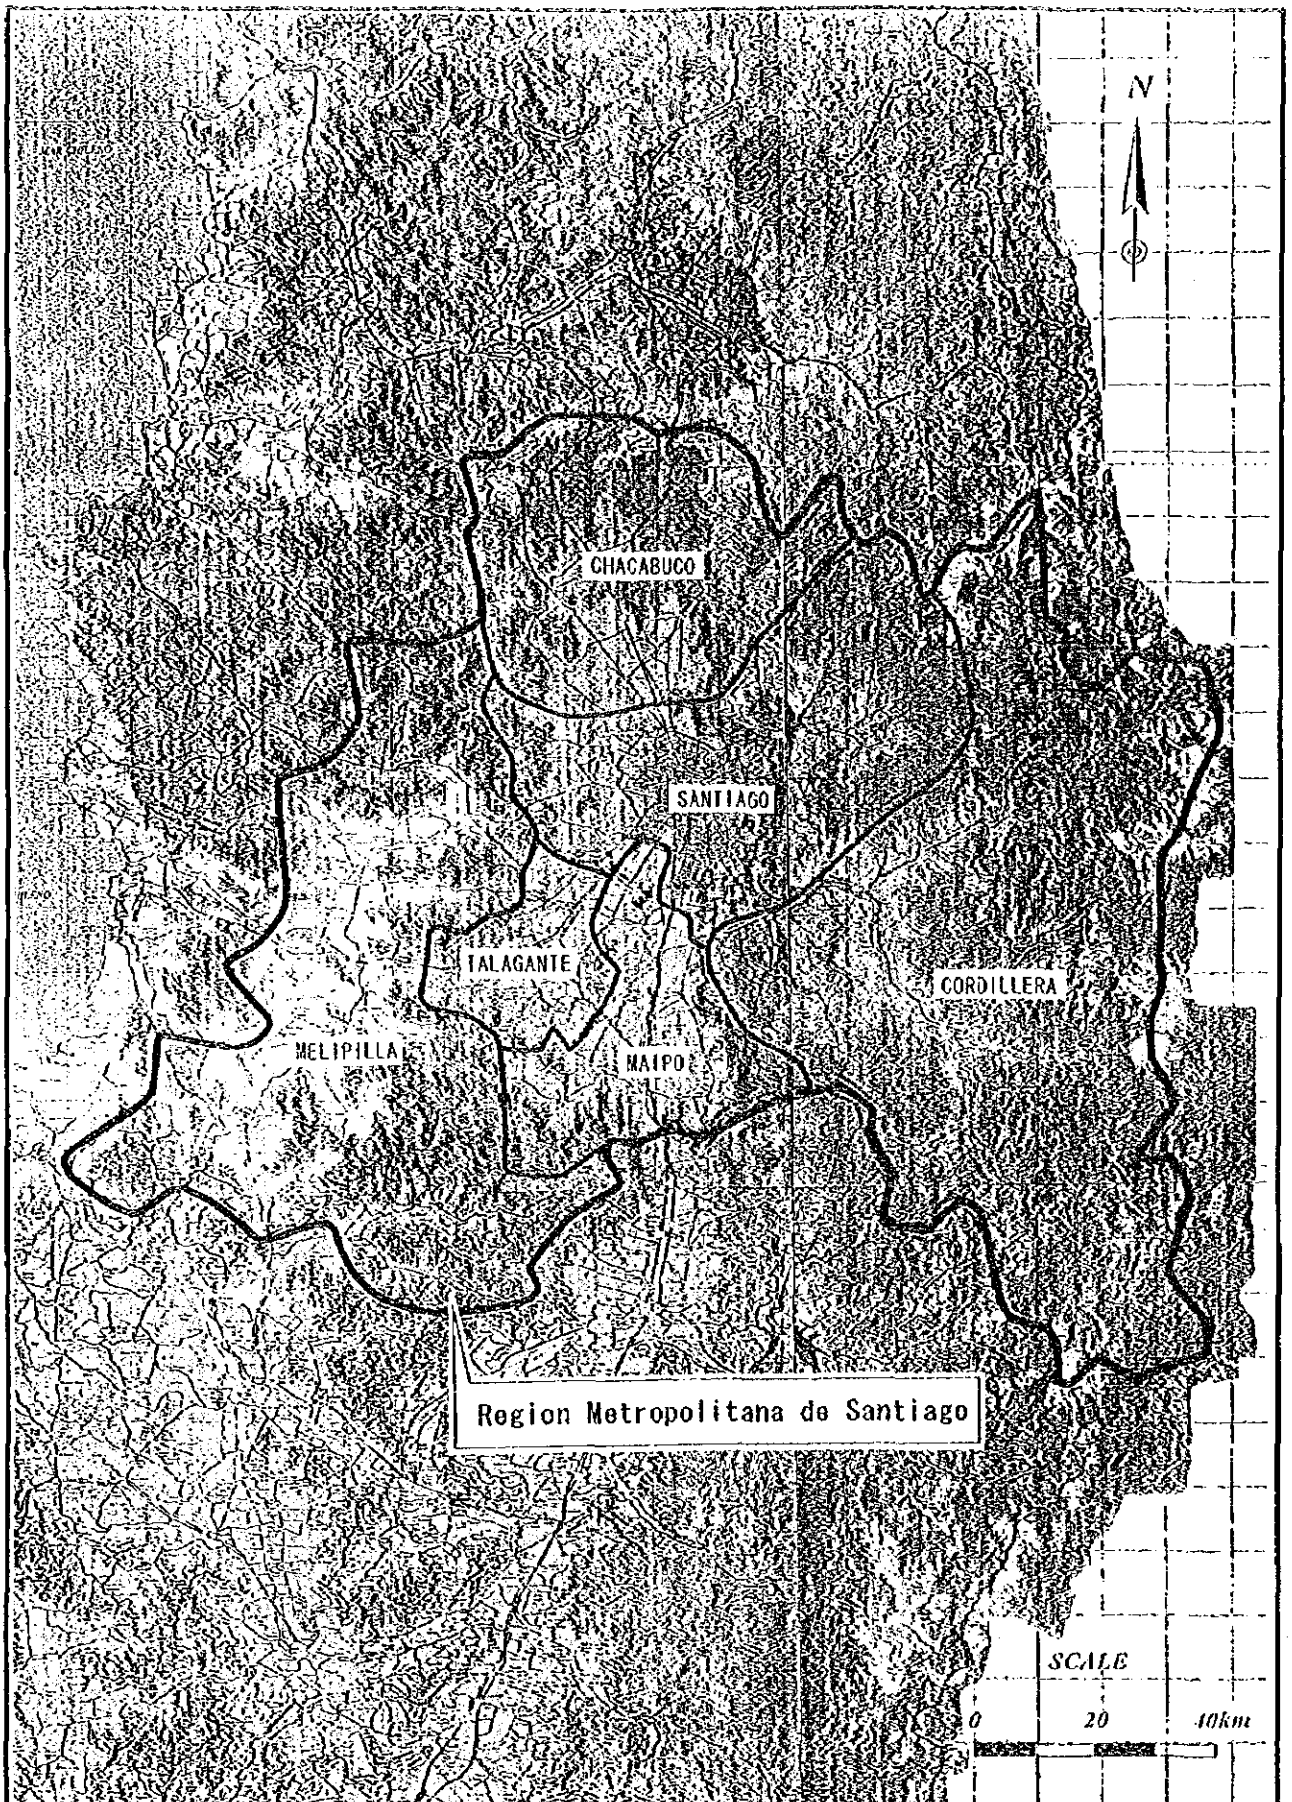 N
CHACABUCO
SANTIAGO
TALAGANTE
CORDILLERA
MELIPILLA
MAIPO
Region Metropolitana de Santiago
SCALE
0 20 40km